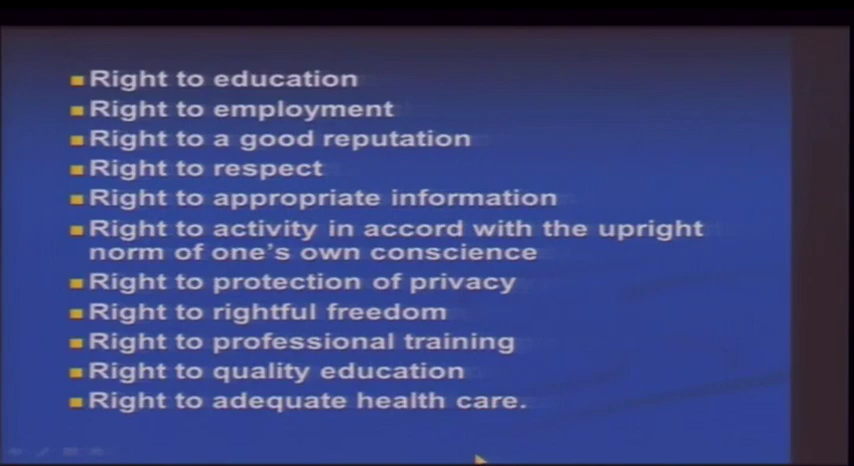 Right to education
Right to employment
Right to a good reputation
Right to respect
Right to appropriate information
Right to activity in accord with the upright
norm of one's own conscience
Right to protection of privacy
Right to rightful freedom
Right to professional training
Right to quality education
Right to adequate health care.